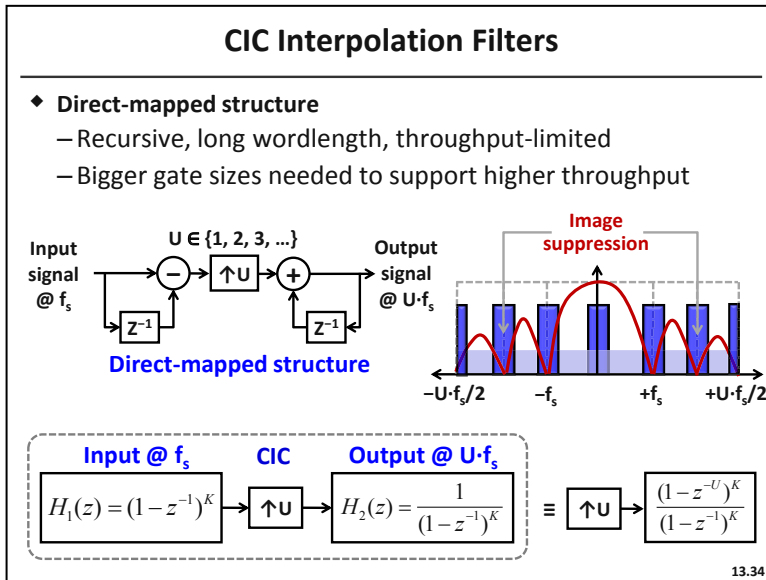 CIC Interpolation Filters
◆ Direct-mapped structure
– Recursive, long wordlength, throughput-limited
– Bigger gate sizes needed to support higher throughput
Input signal @ fₛ
U ∈ {1, 2, 3, …}
− ↑U +
Z⁻¹ Z⁻¹
Output signal @ U·fₛ
Direct-mapped structure
Image suppression
−U·fₛ/2 −fₛ +fₛ +U·fₛ/2
Input @ fₛ CIC Output @ U·fₛ
H₁(z) = (1 − z⁻¹)ᴷ ↑U H₂(z) = 1 / (1 − z⁻¹)ᴷ ≡ ↑U (1 − z⁻ᵁ)ᴷ / (1 − z⁻¹)ᴷ
13.34